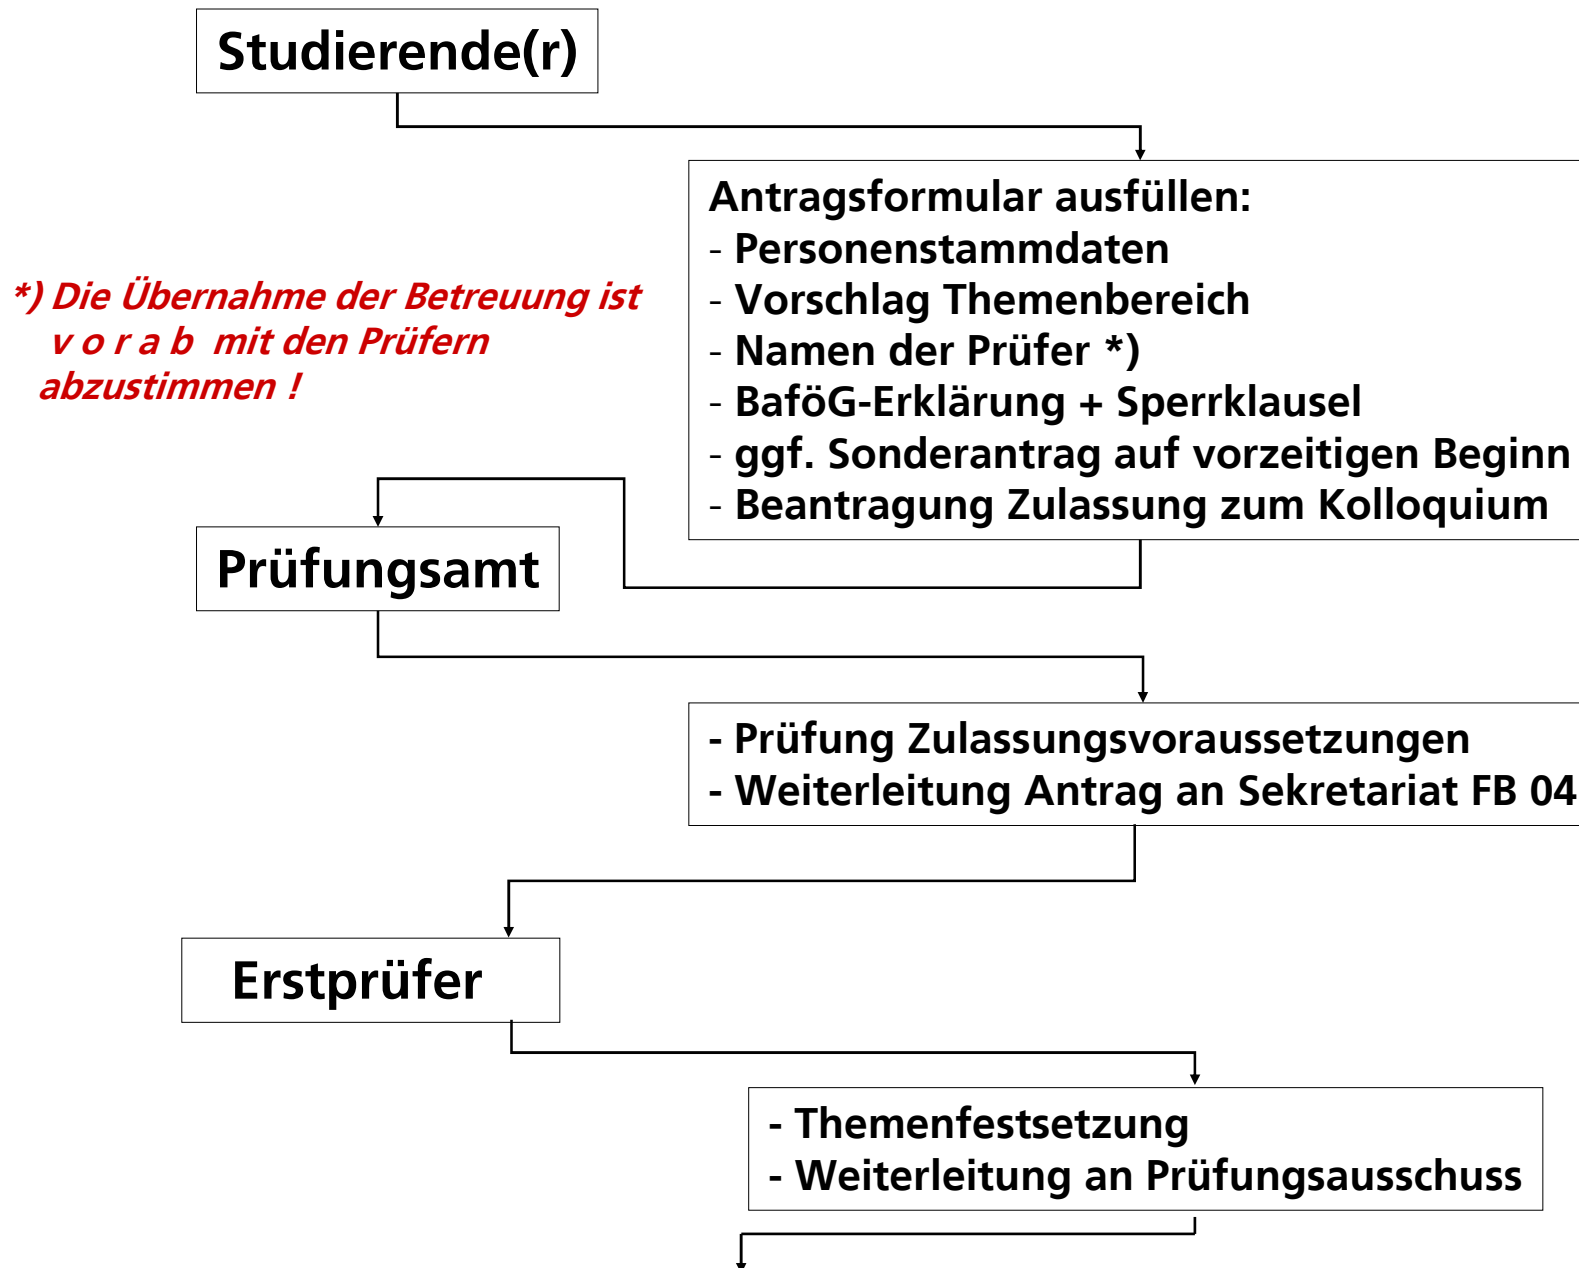 Studierende(r)
Antragsformular ausfüllen:
- Personenstammdaten
- Vorschlag Themenbereich
- Namen der Prüfer *)
- BaföG-Erklärung + Sperrklausel
- ggf. Sonderantrag auf vorzeitigen Beginn
- Beantragung Zulassung zum Kolloquium
*) Die Übernahme der Betreuung ist
v o r a b mit den Prüfern
abzustimmen !
Prüfungsamt
- Prüfung Zulassungsvoraussetzungen
- Weiterleitung Antrag an Sekretariat FB 04
Erstprüfer
- Themenfestsetzung
- Weiterleitung an Prüfungsausschuss